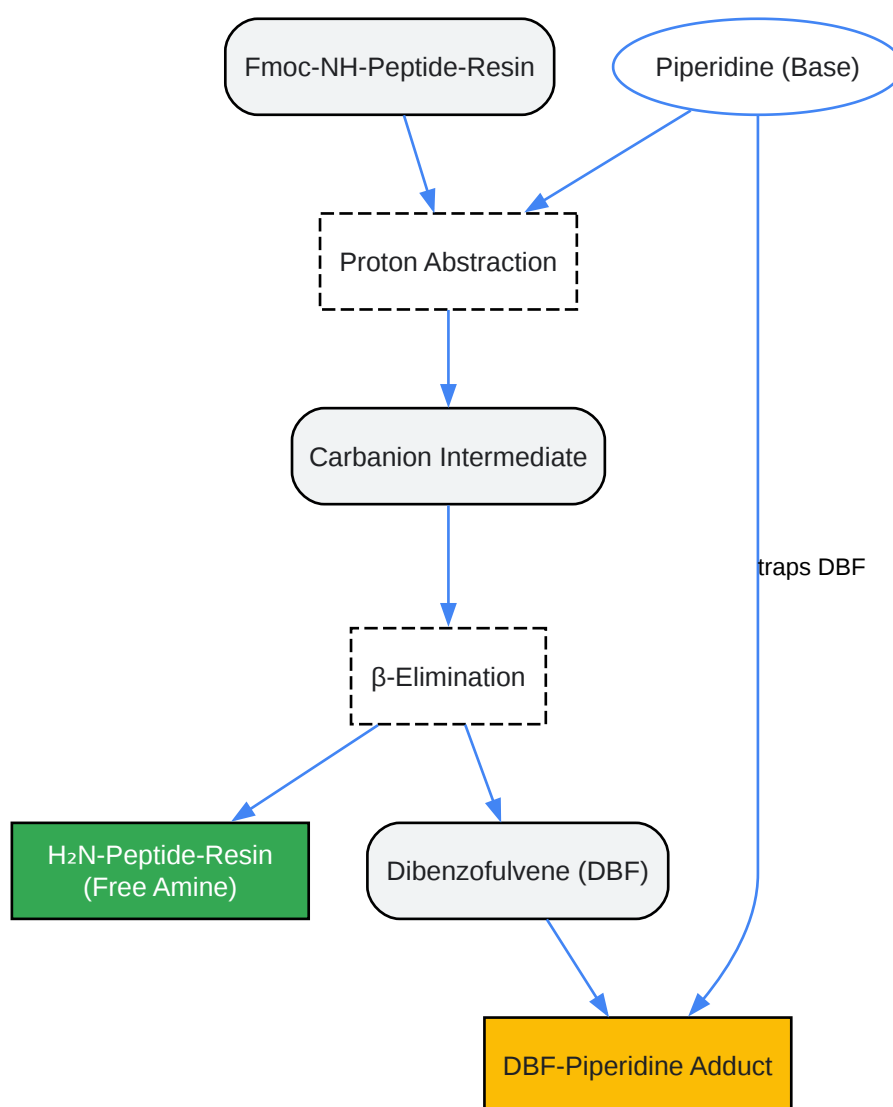 Fmoc-NH-Peptide-Resin
Piperidine (Base)
Proton Abstraction
Carbanion Intermediate
traps DBF
β-Elimination
H₂N-Peptide-Resin
(Free Amine)
Dibenzofulvene (DBF)
DBF-Piperidine Adduct